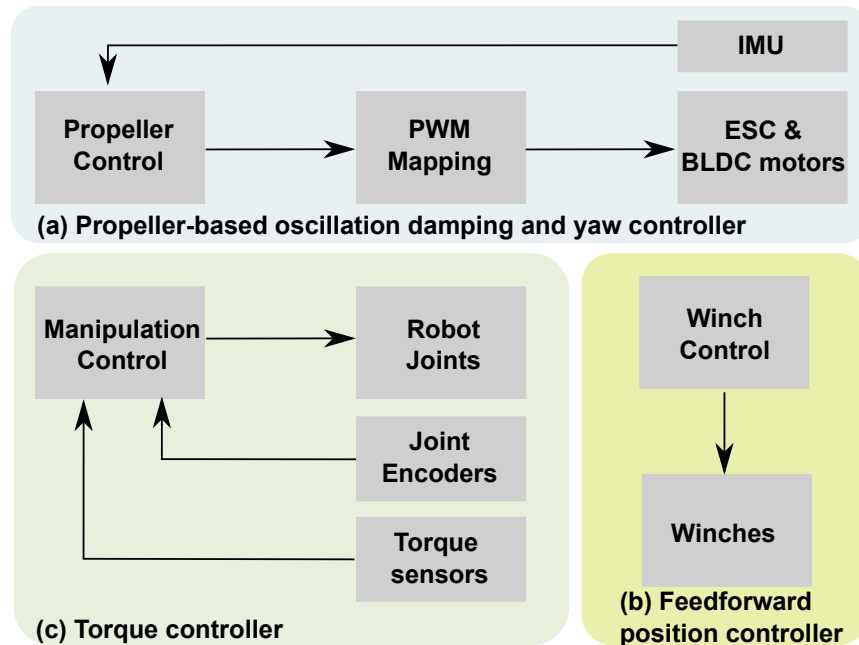 IMU
Propeller
Control
PWM
Mapping
ESC &
BLDC motors
(a) Propeller-based oscillation damping and yaw controller
Manipulation
Control
Robot
Joints
Joint
Encoders
Torque
sensors
(c) Torque controller
Winch
Control
Winches
(b) Feedforward
position controller